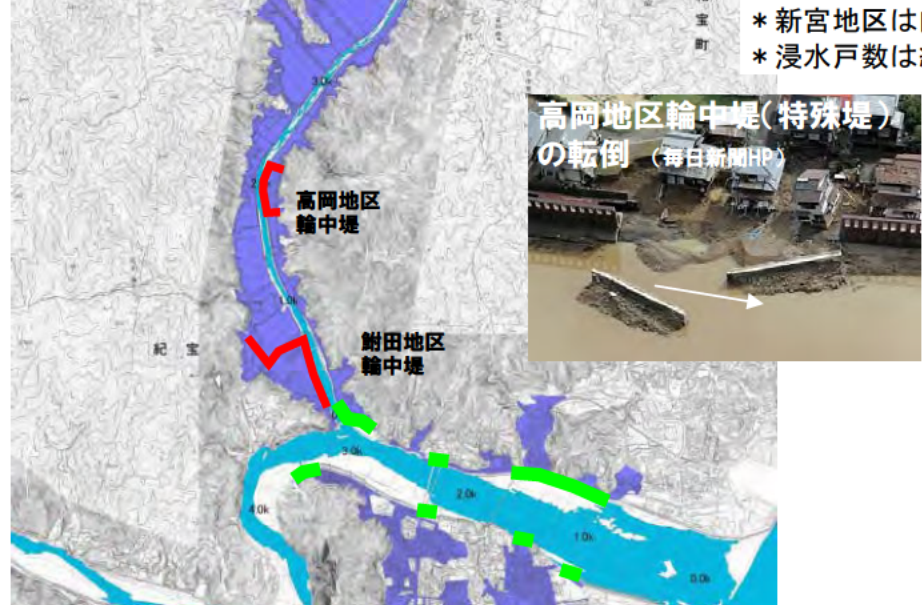 *新宮地区は
*浸水戸数は
宝
町
高岡地区輪中堤(特殊堤)
の転倒 (毎日新聞HP)
3.0k
2
高岡地区
輪中堤
1.0k
紀 宝
鮒田地区
輪中堤
3.0k
4.0k
2.0k
1.0k
0.0k